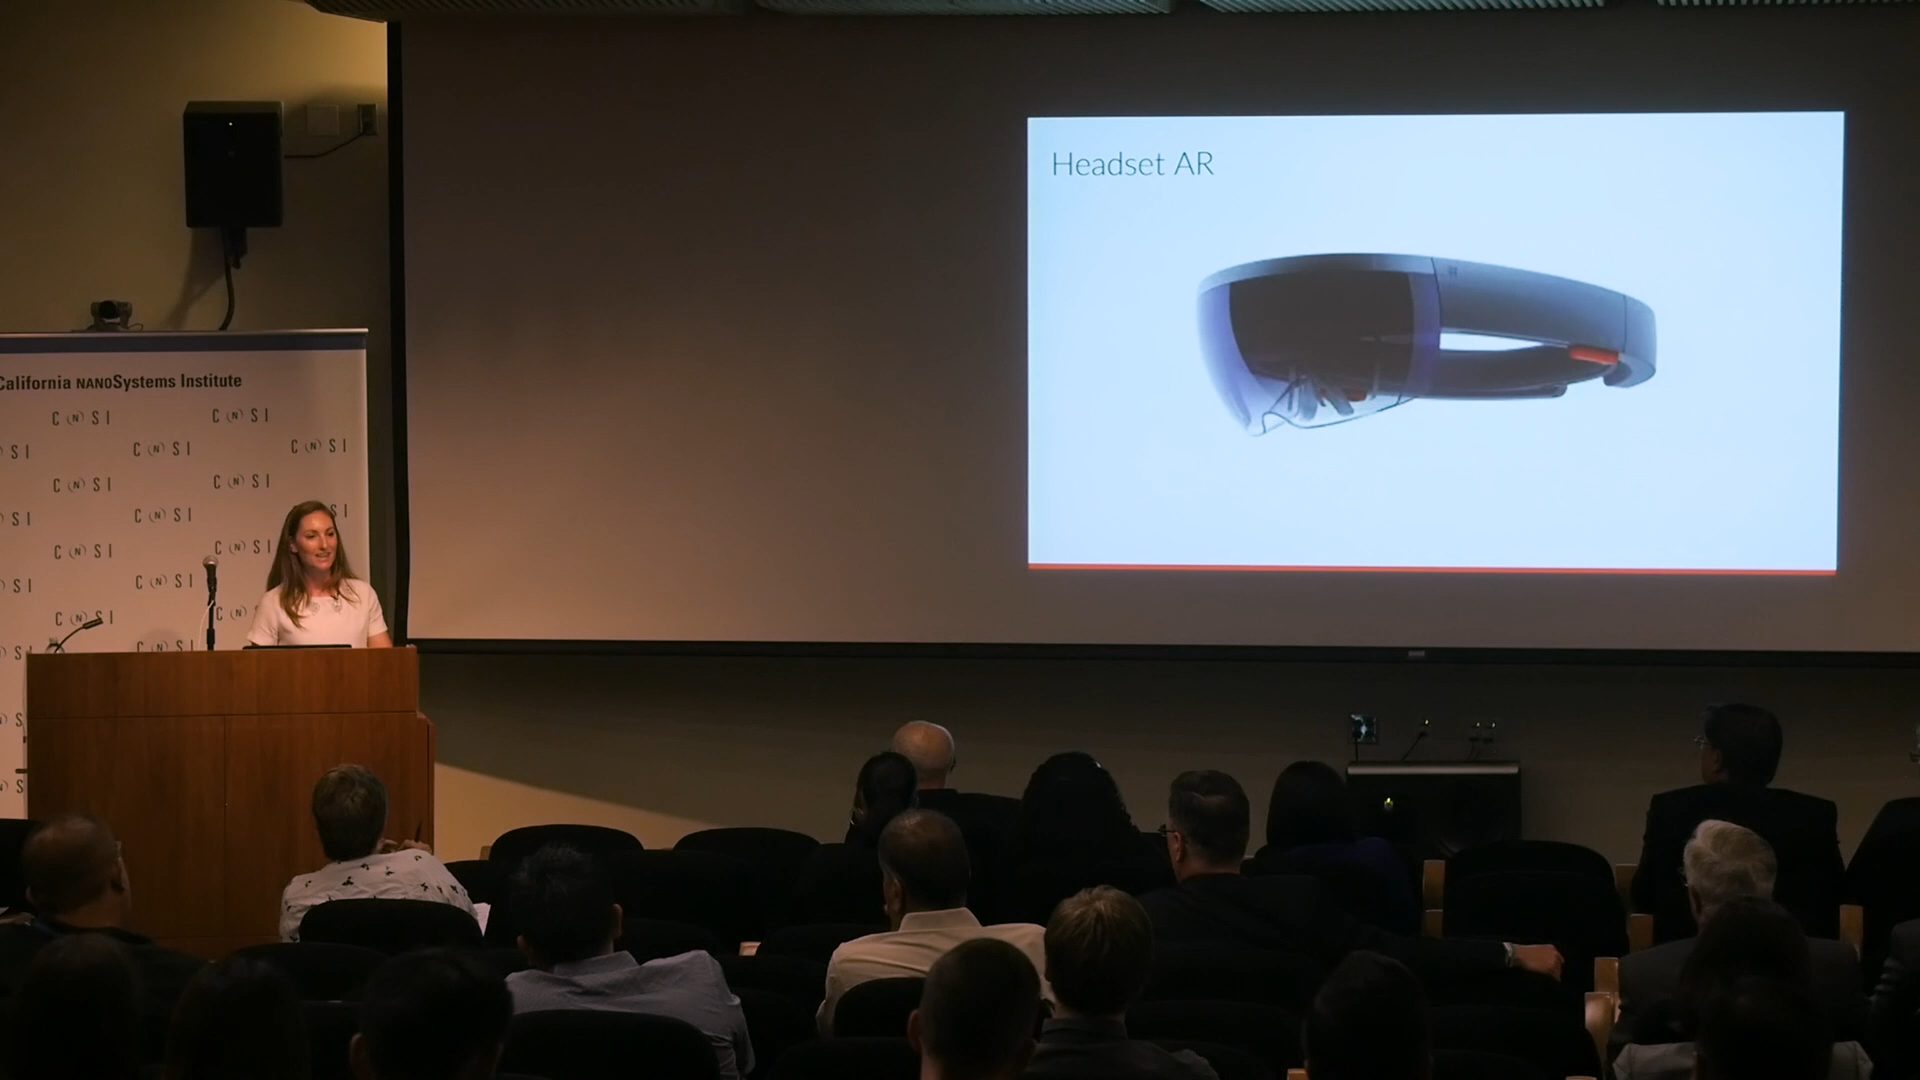 Headset AR
California NANOSystems Institute
C N S I C N S I
S I C N S I C N S I
C N S I C N S I
S I C N S I S I
C N S I C N S I
S I C N S I
C N S I C N
S C N S I
S
S